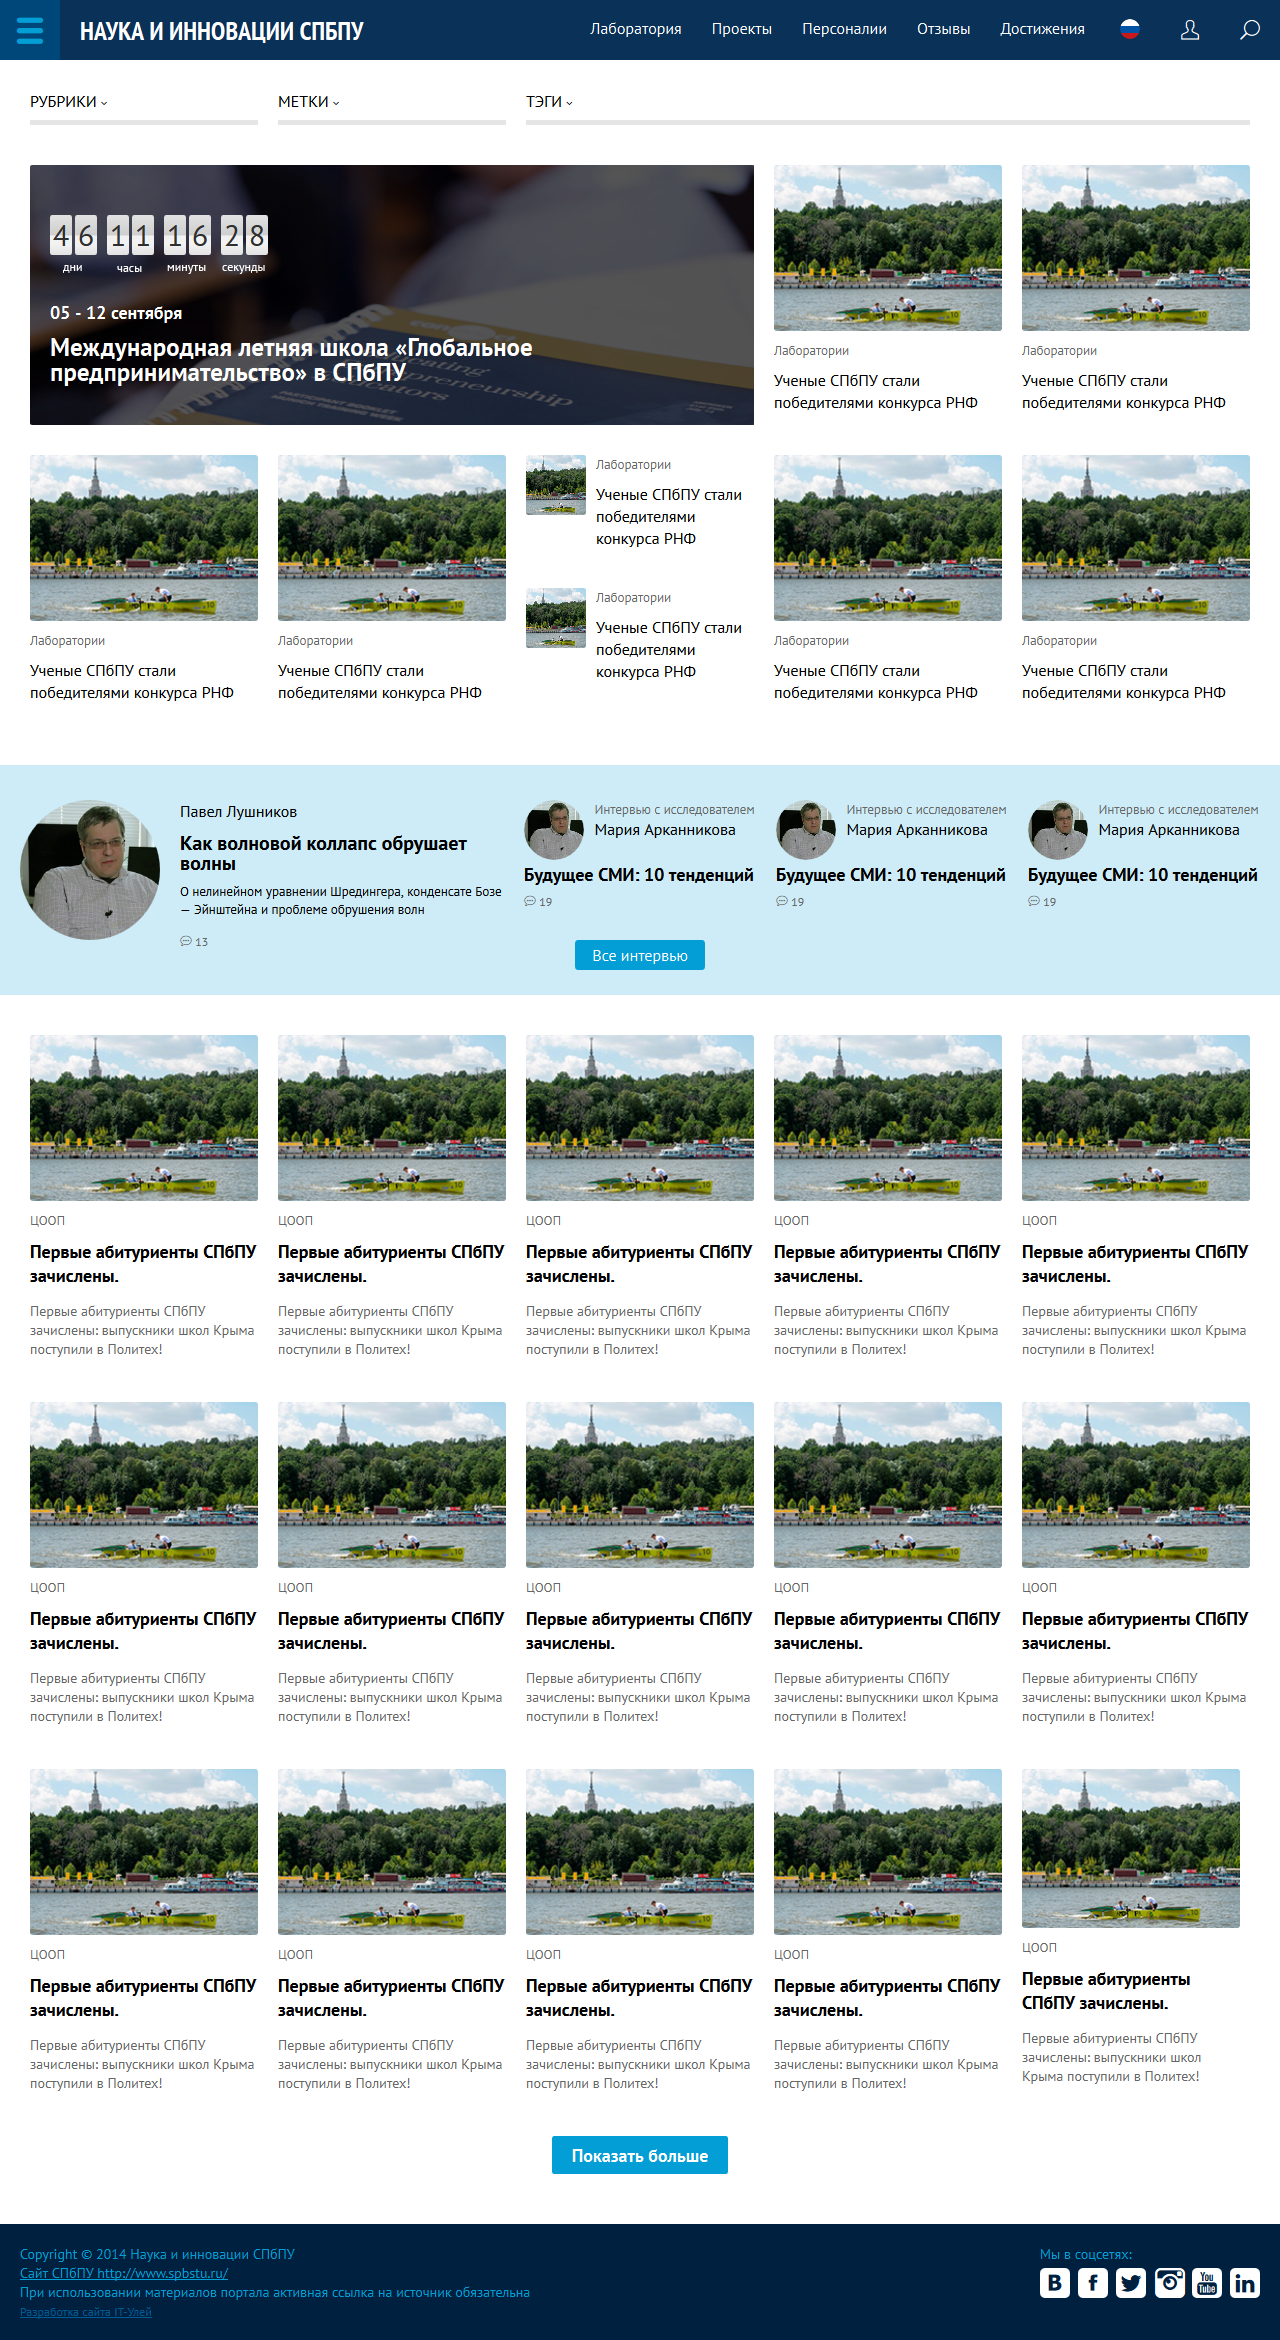 НАУКА И ИННОВАЦИИ СПБПУ
Лаборатория Проекты Персоналии Отзывы Достижения
РУБРИКИ МЕТКИ ТЭГИ
46 11 16 28
дни часы минуты секунды
05 - 12 сентября
Международная летняя школа «Глобальное
предпринимательство» в СПбПУ
Лаборатории
Ученые СПбПУ стали
победителями конкурса РНФ
Лаборатории
Ученые СПбПУ стали
победителями конкурса РНФ
Лаборатории
Ученые СПбПУ стали
победителями конкурса РНФ
Лаборатории
Ученые СПбПУ стали
победителями конкурса РНФ
Лаборатории
Ученые СПбПУ стали
победителями
конкурса РНФ
Лаборатории
Ученые СПбПУ стали
победителями
конкурса РНФ
Лаборатории
Ученые СПбПУ стали
победителями конкурса РНФ
Лаборатории
Ученые СПбПУ стали
победителями конкурса РНФ
Павел Лушников
Как волновой коллапс обрушает
волны
О нелинейном уравнении Шредингера, конденсате Бозе
— Эйнштейна и проблеме обрушения волн
13
Интервью с исследователем
Мария Арканникова
Будущее СМИ: 10 тенденций
19
Интервью с исследователем
Мария Арканникова
Будущее СМИ: 10 тенденций
19
Интервью с исследователем
Мария Арканникова
Будущее СМИ: 10 тенденций
19
Все интервью
ЦООП
Первые абитуриенты СПбПУ
зачислены.
Первые абитуриенты СПбПУ
зачислены: выпускники школ Крыма
поступили в Политех!
ЦООП
Первые абитуриенты СПбПУ
зачислены.
Первые абитуриенты СПбПУ
зачислены: выпускники школ Крыма
поступили в Политех!
ЦООП
Первые абитуриенты СПбПУ
зачислены.
Первые абитуриенты СПбПУ
зачислены: выпускники школ Крыма
поступили в Политех!
ЦООП
Первые абитуриенты СПбПУ
зачислены.
Первые абитуриенты СПбПУ
зачислены: выпускники школ Крыма
поступили в Политех!
ЦООП
Первые абитуриенты СПбПУ
зачислены.
Первые абитуриенты СПбПУ
зачислены: выпускники школ Крыма
поступили в Политех!
ЦООП
Первые абитуриенты СПбПУ
зачислены.
Первые абитуриенты СПбПУ
зачислены: выпускники школ Крыма
поступили в Политех!
ЦООП
Первые абитуриенты СПбПУ
зачислены.
Первые абитуриенты СПбПУ
зачислены: выпускники школ Крыма
поступили в Политех!
ЦООП
Первые абитуриенты СПбПУ
зачислены.
Первые абитуриенты СПбПУ
зачислены: выпускники школ Крыма
поступили в Политех!
ЦООП
Первые абитуриенты СПбПУ
зачислены.
Первые абитуриенты СПбПУ
зачислены: выпускники школ Крыма
поступили в Политех!
ЦООП
Первые абитуриенты СПбПУ
зачислены.
Первые абитуриенты СПбПУ
зачислены: выпускники школ Крыма
поступили в Политех!
ЦООП
Первые абитуриенты СПбПУ
зачислены.
Первые абитуриенты СПбПУ
зачислены: выпускники школ Крыма
поступили в Политех!
ЦООП
Первые абитуриенты СПбПУ
зачислены.
Первые абитуриенты СПбПУ
зачислены: выпускники школ Крыма
поступили в Политех!
ЦООП
Первые абитуриенты СПбПУ
зачислены.
Первые абитуриенты СПбПУ
зачислены: выпускники школ Крыма
поступили в Политех!
ЦООП
Первые абитуриенты СПбПУ
зачислены.
Первые абитуриенты СПбПУ
зачислены: выпускники школ Крыма
поступили в Политех!
ЦООП
Первые абитуриенты
СПбПУ зачислены.
Первые абитуриенты СПбПУ
зачислены: выпускники школ
Крыма поступили в Политех!
Показать больше
Copyright © 2014 Наука и инновации СПбПУ
Сайт СПбПУ http://www.spbstu.ru/
При использовании материалов портала активная ссылка на источник обязательна
Разработка сайта IT-Улей
Мы в соцсетях:
B f You Tube in